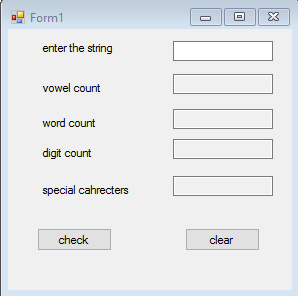 Form1
enter the string
vowel count
word count
digit count
special cahrecters
check clear